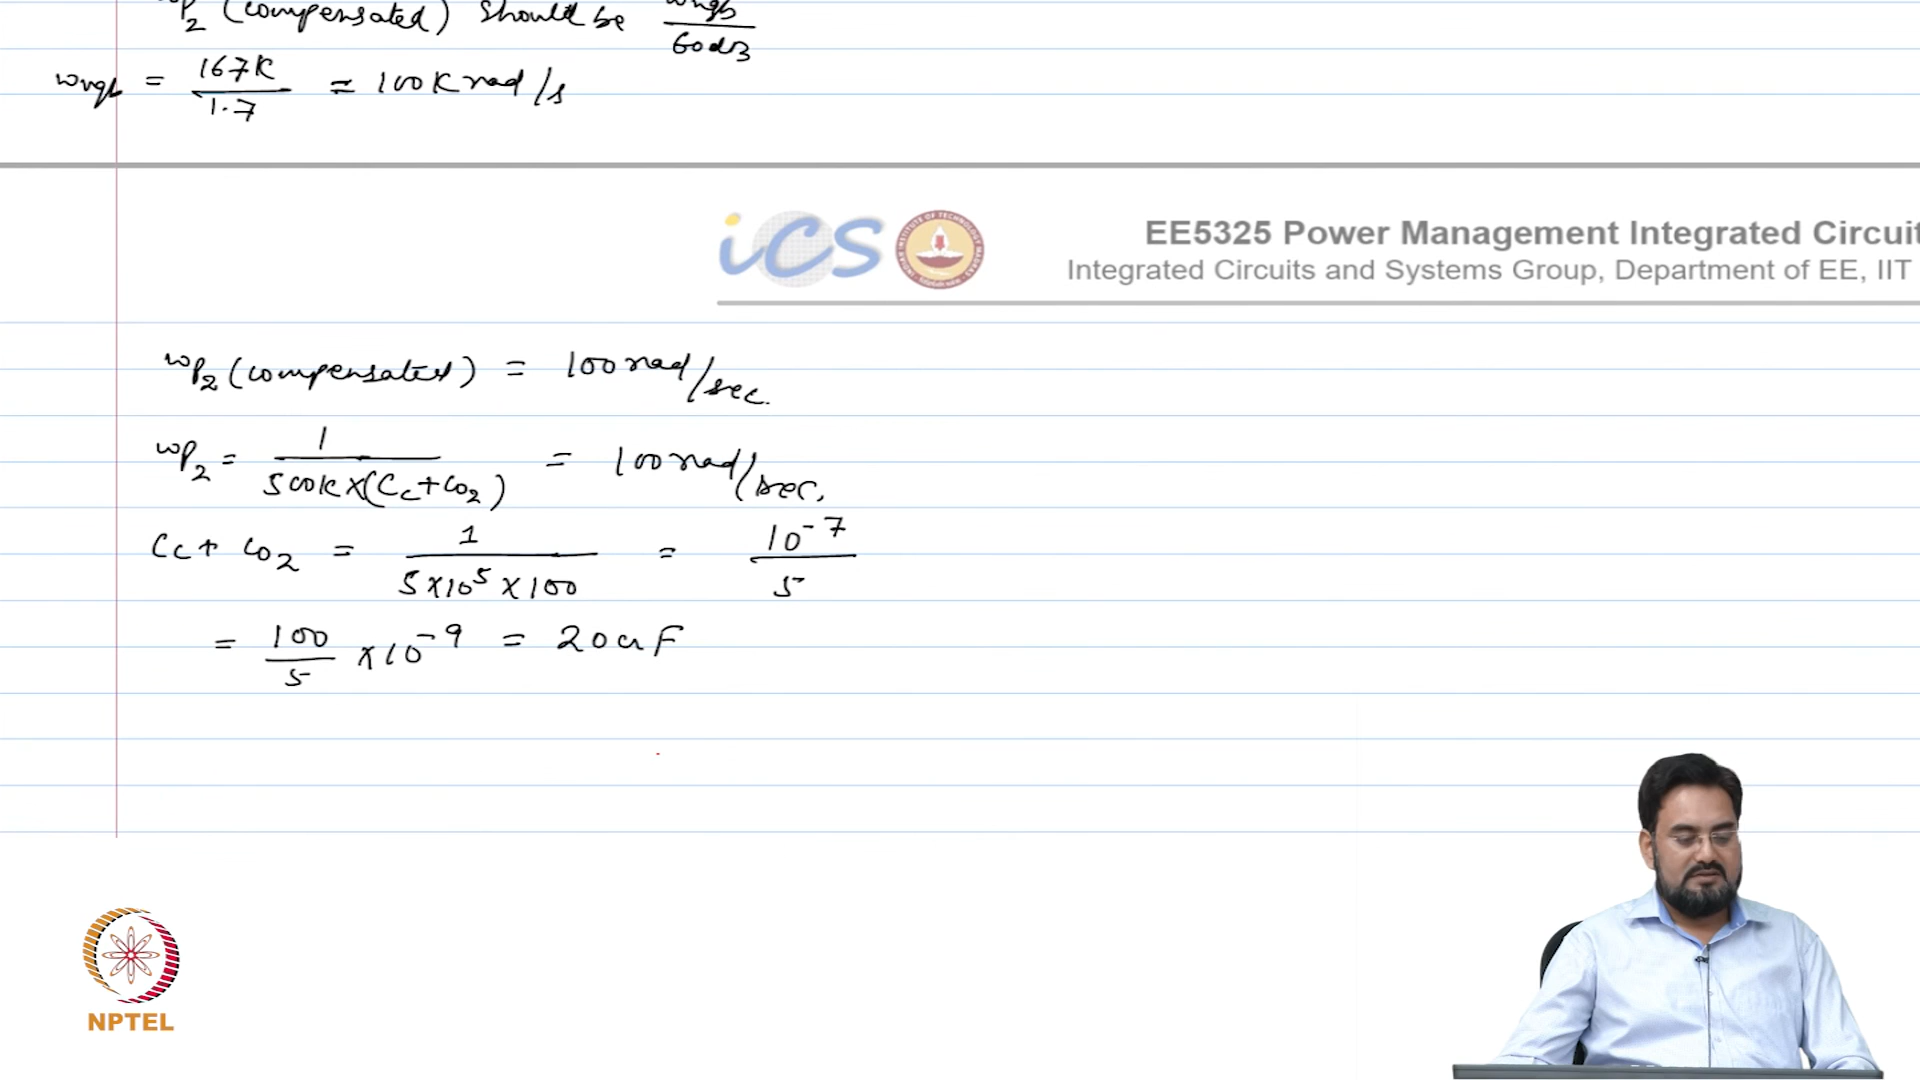 ωp2 (compensated) should be ωugb / 60dB
ωugb = 167K / 1.7 ≈ 100K rad/s
iCS
EE5325 Power Management Integrated Circuit
Integrated Circuits and Systems Group, Department of EE, IIT
ωp2 (compensated) = 100 rad/sec.
ωp2 = 1 / 500K×(Cc+Co2) = 100 rad/sec.
Cc + Co2 = 1 / 5×10^5×100 = 10^-7 / 5
= 100/5 ×10^-9 = 20nF
NPTEL